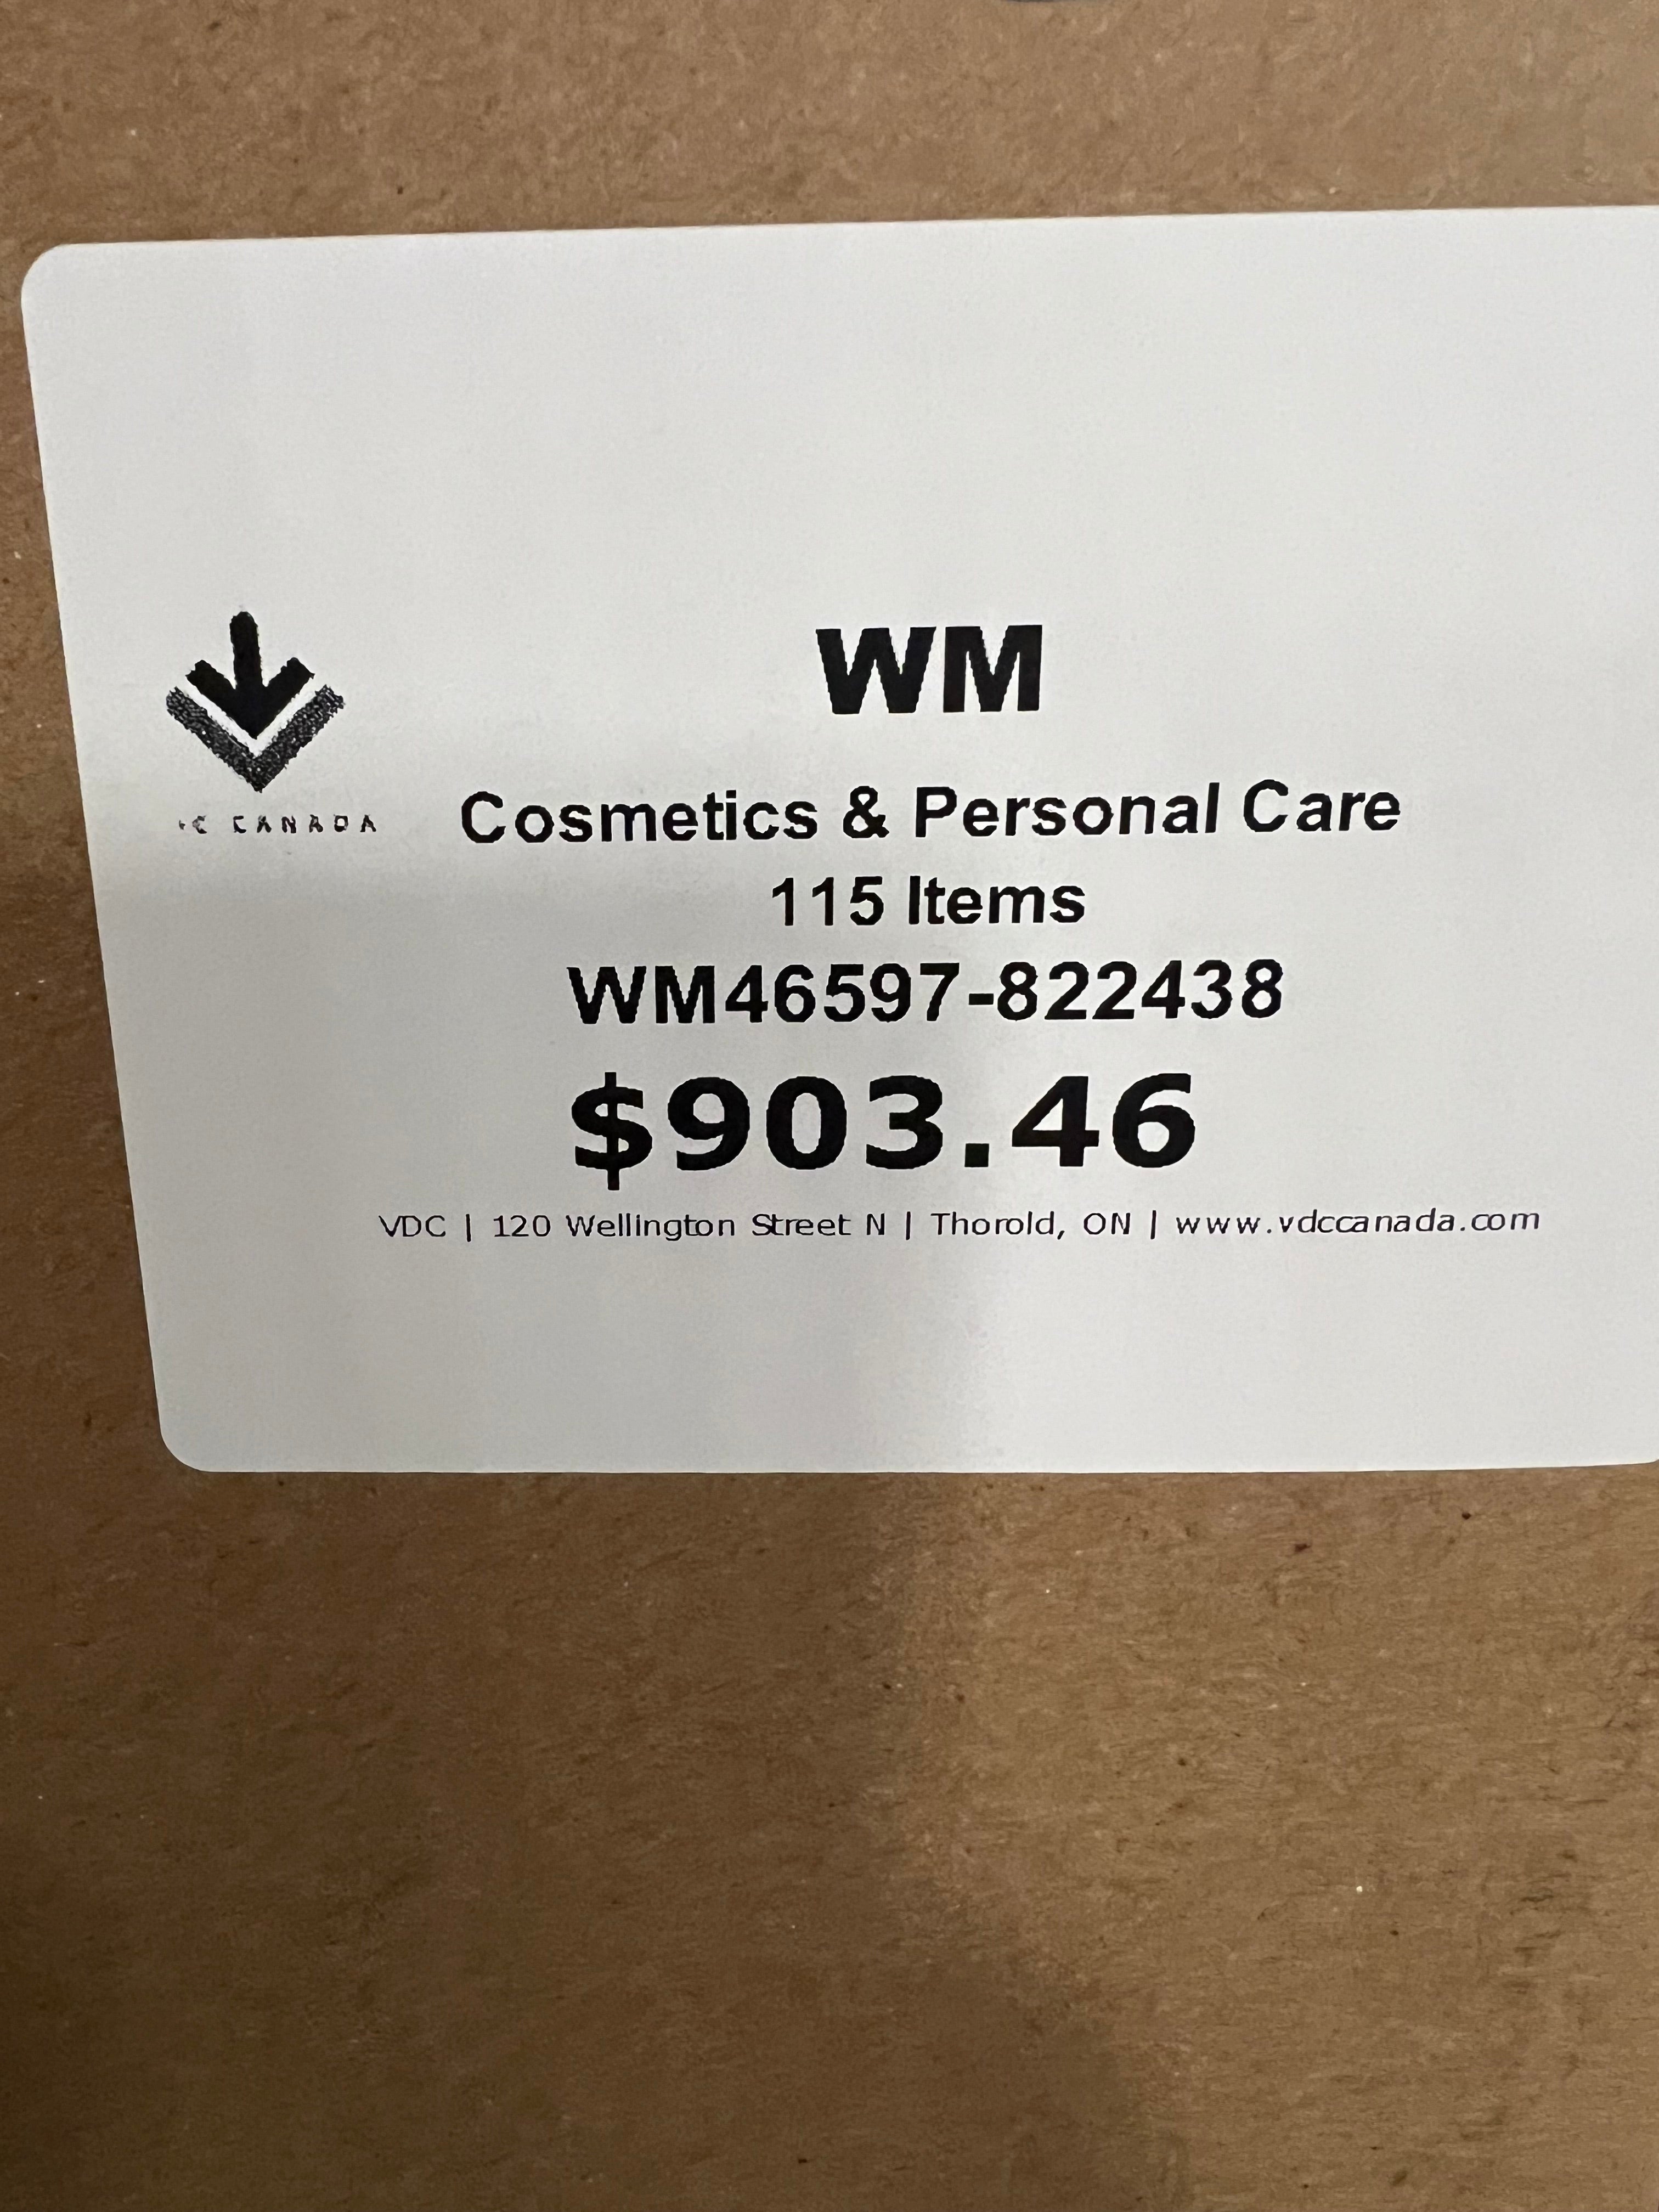 WM
CANADA
Cosmetics & Personal Care
115 Items
WM46597-822438
$903.46
VDC | 120 Wellington Street N | Thorold, ON | www.vdccanada.com